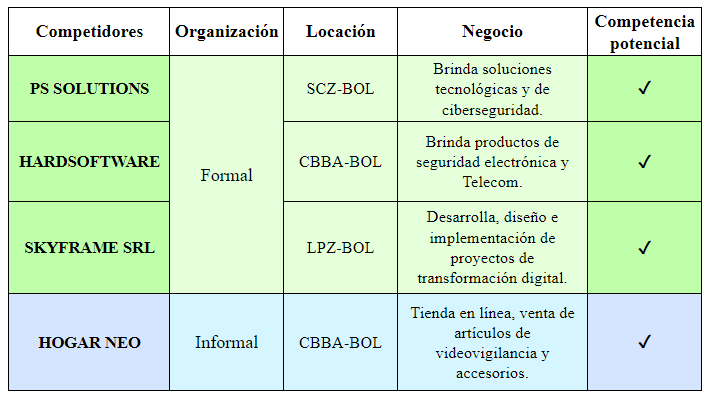 Competidores
Organización
Locación
Negocio
Competencia
potencial
PS SOLUTIONS
Formal
SCZ-BOL
Brinda soluciones
tecnológicas y de
ciberseguridad.
✓
HARDSOFTWARE
CBBA-BOL
Brinda productos de
seguridad electrónica y
Telecom.
✓
SKYFRAME SRL
LPZ-BOL
Desarrolla, diseño e
implementación de
proyectos de
transformación digital.
✓
HOGAR NEO
Informal
CBBA-BOL
Tienda en línea, venta de
artículos de
videovigilancia y
accesorios.
✓